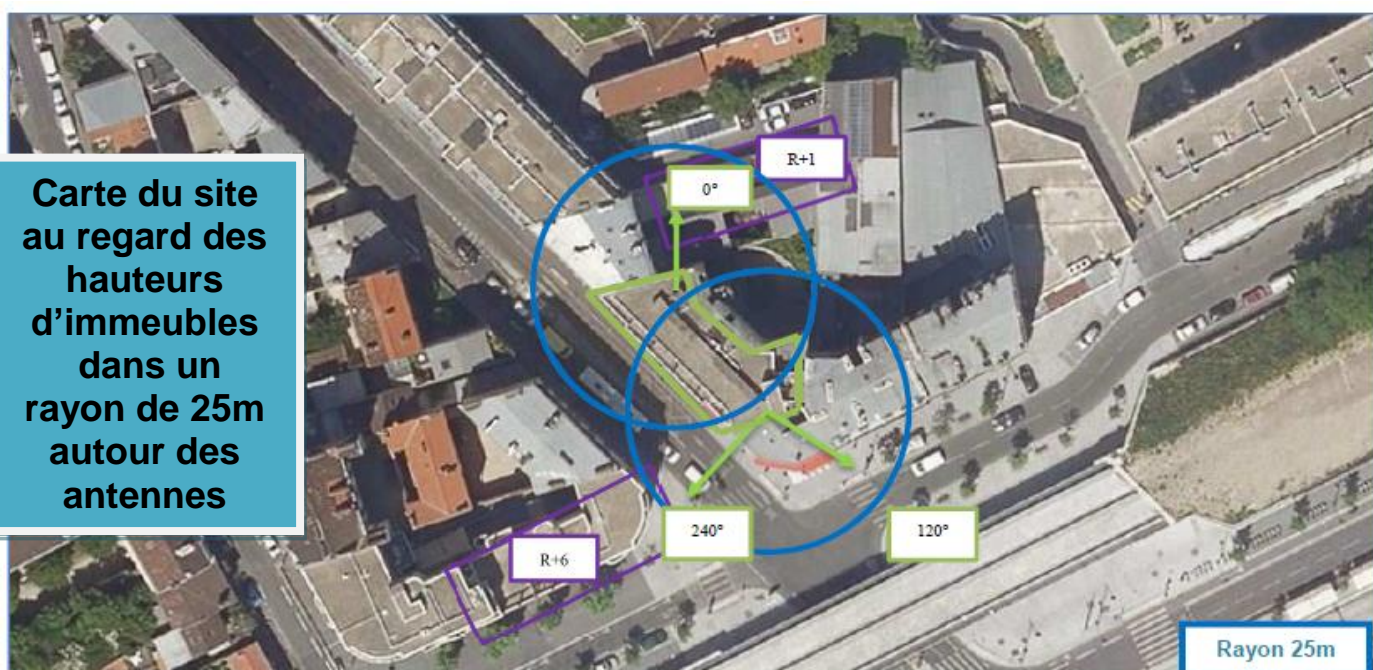 Carte du site
au regard des
hauteurs
d’immeubles
dans un
rayon de 25m
autour des
antennes
R+1
0°
240°
120°
R+6
Rayon 25m